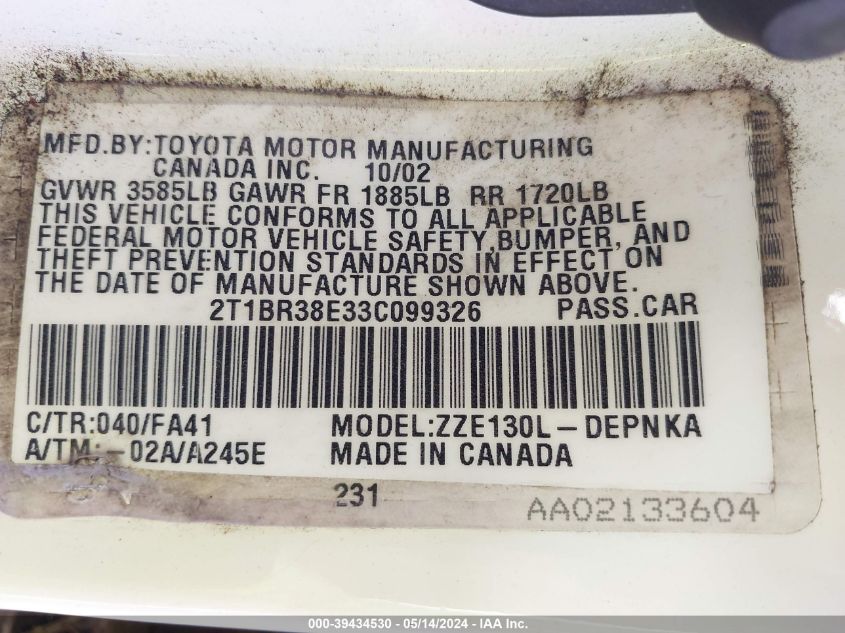 MFD.BY:TOYOTA MOTOR MANUFACTURING
CANADA INC. 10/02
GVWR 3585LB GAWR FR 1885LB RR 1720LB
THIS VEHICLE CONFORMS TO ALL APPLICABLE
FEDERAL MOTOR VEHICLE SAFETY,BUMPER, AND
THEFT PREVENTION STANDARDS IN EFFECT ON
THE DATE OF MANUFACTURE SHOWN ABOVE.
2T1BR38E33C099326 PASS.CAR
C/TR:040/FA41 MODEL:ZZE130L-DEPNKA
A/TM:-02A/A245E MADE IN CANADA
231
AA02133604
000-39434530 - 05/14/2024 - IAA Inc.